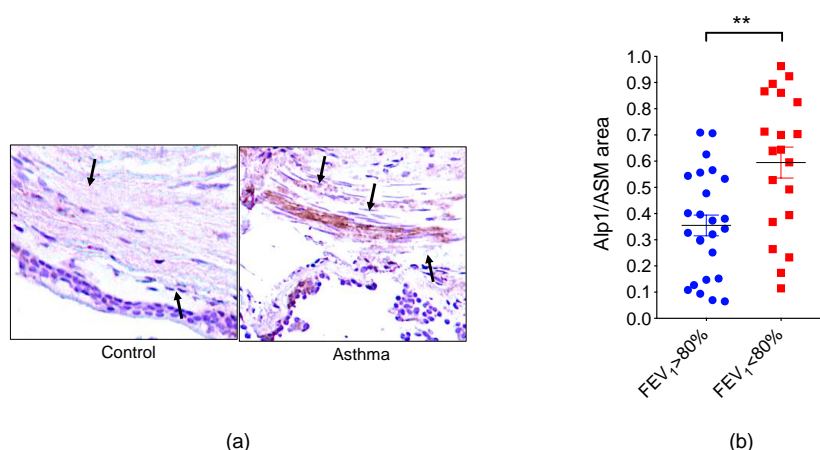 Control
Asthma
(a)
**
Alp1/ASM area
1.0
0.9
0.8
0.7
0.6
0.5
0.4
0.3
0.2
0.1
0.0
FEV₁>80%
FEV₁<80%
(b)